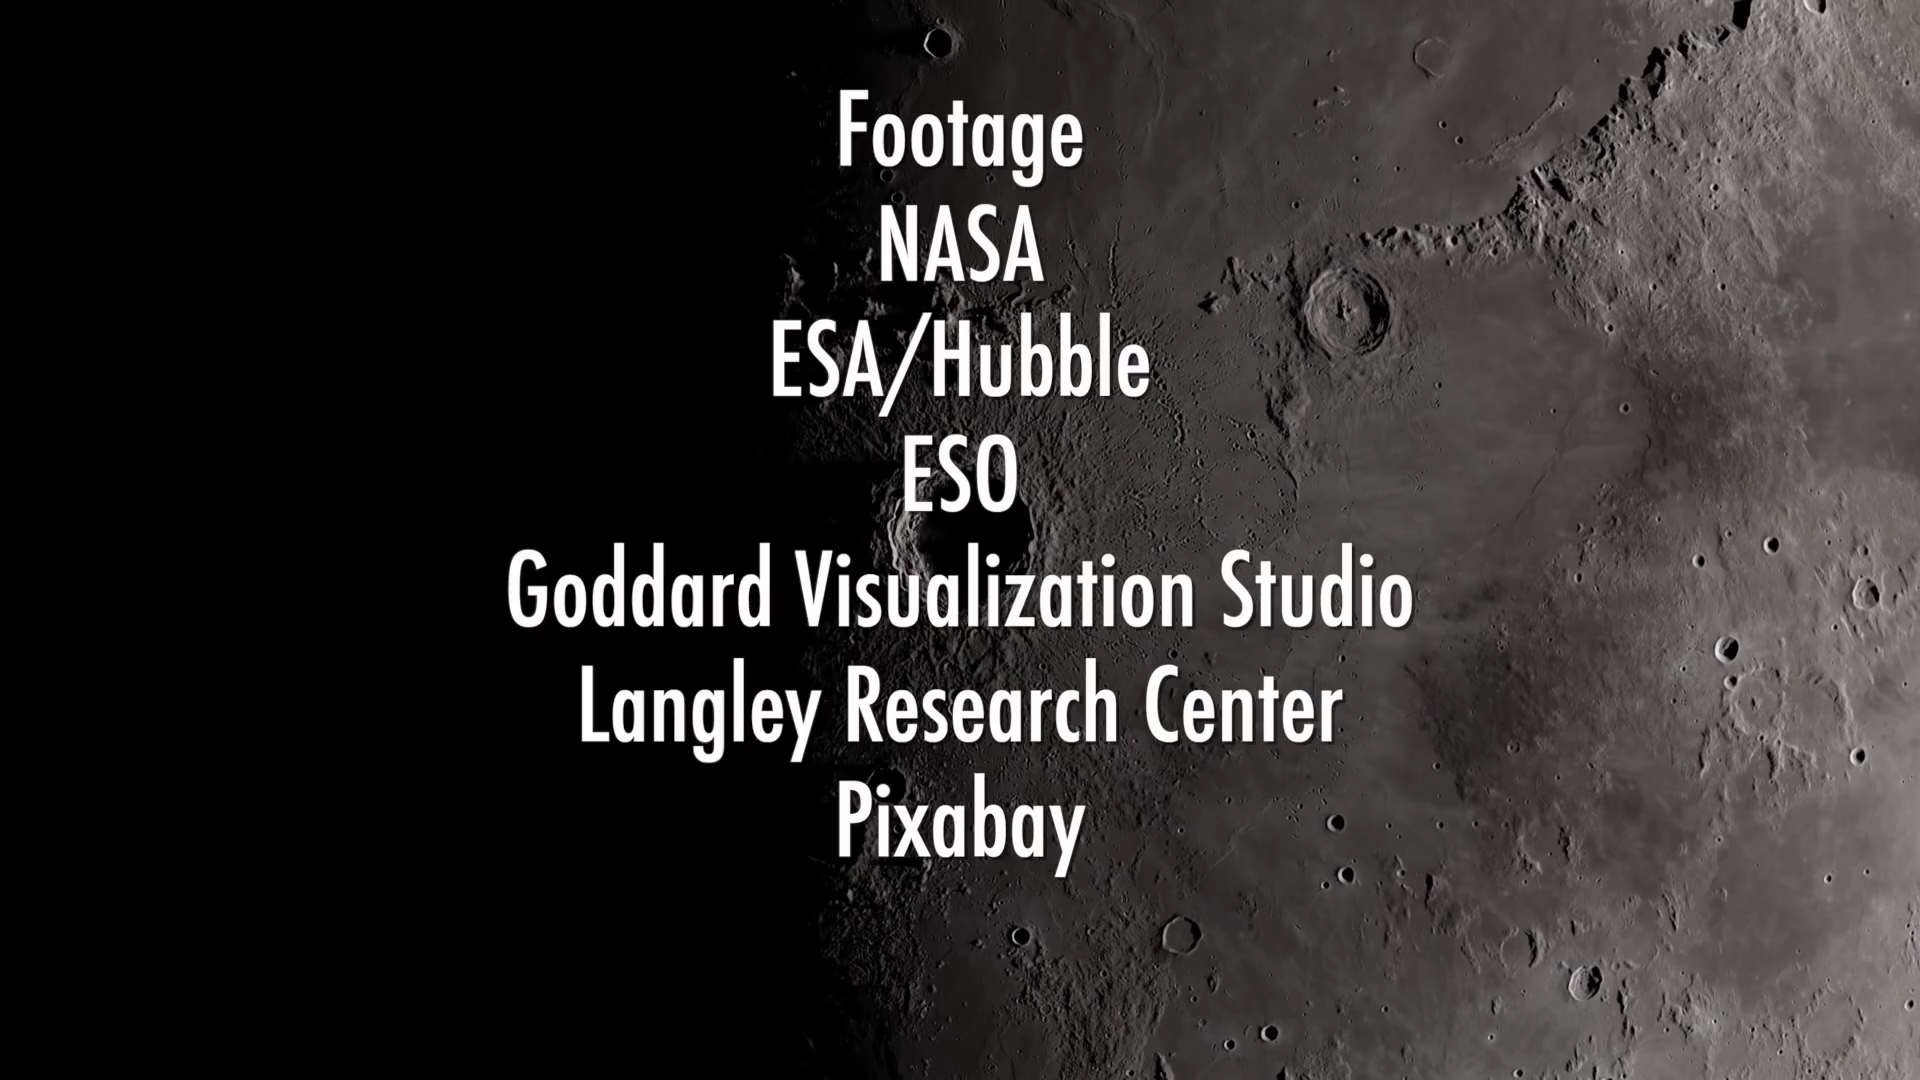 Footage
NASA
ESA/Hubble
ESO
Goddard Visualization Studio
Langley Research Center
Pixabay